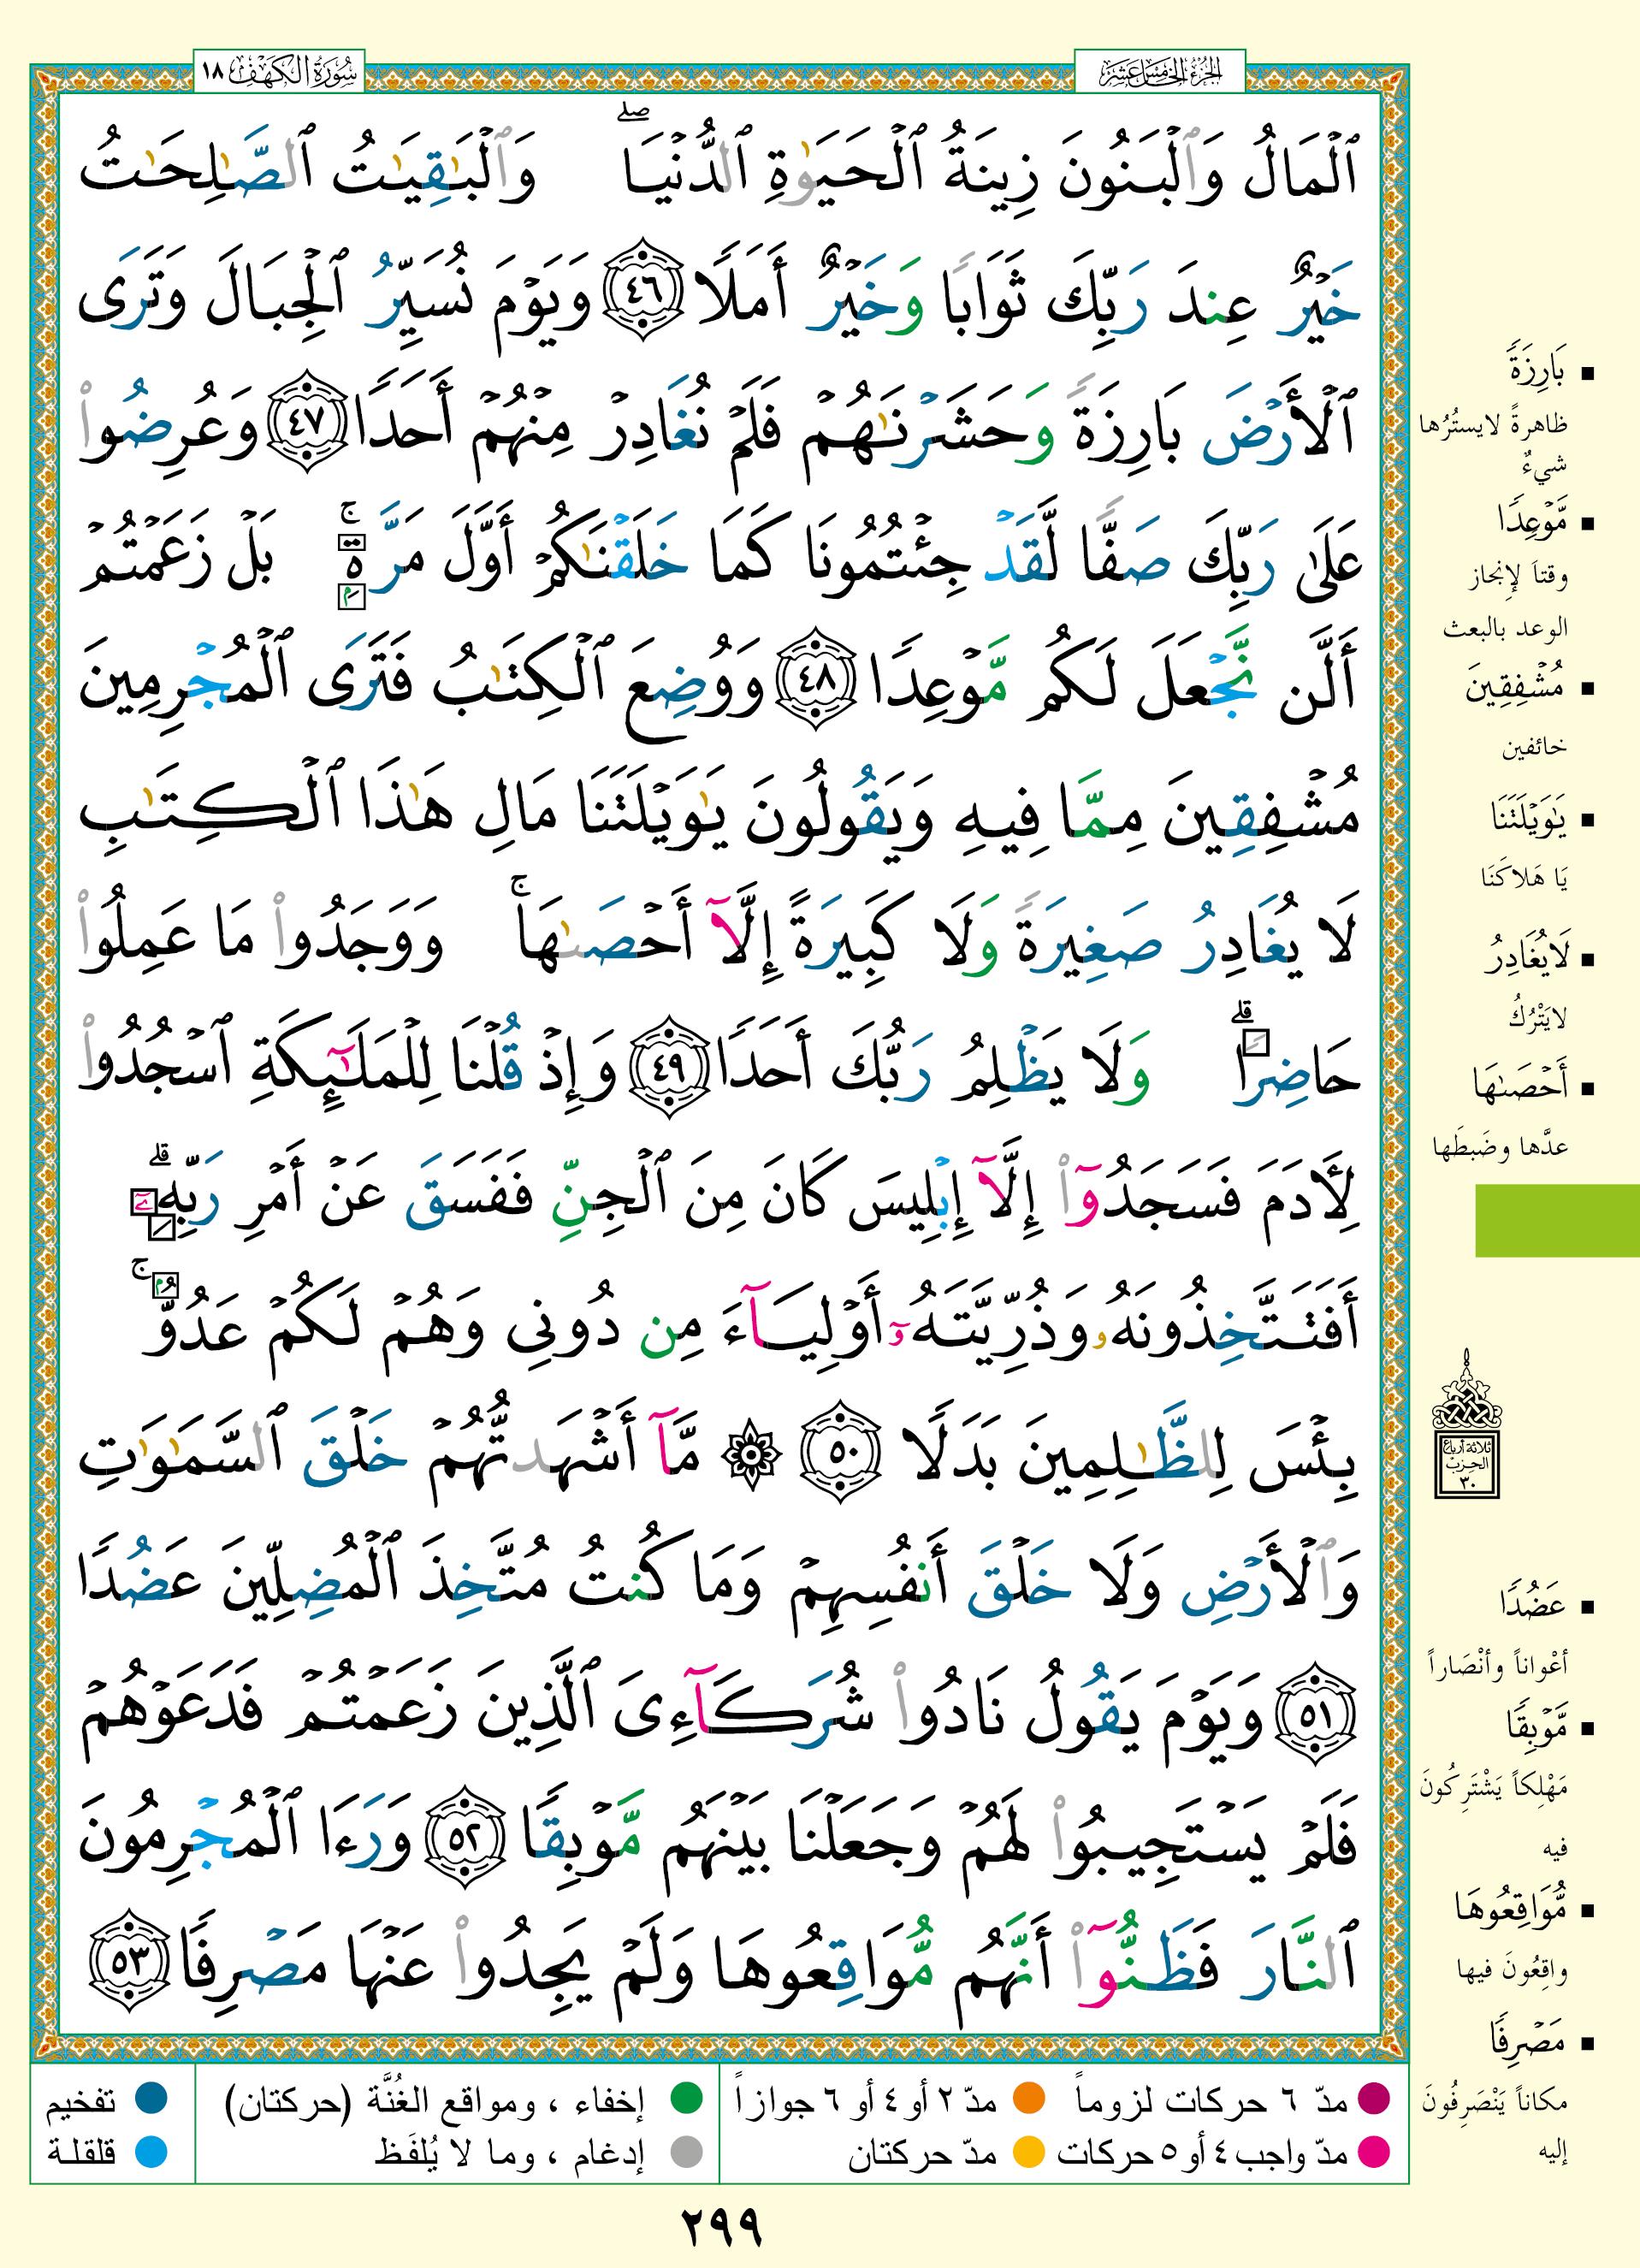 الجزء الخامس عشر
سُورَةُ الكَهْف ١٨
ٱلْمَالُ وَٱلْبَنُونَ زِينَةُ ٱلْحَيَوٰةِ ٱلدُّنْيَا ۖ وَٱلْبَٰقِيَٰتُ ٱلصَّٰلِحَٰتُ
خَيْرٌ عِندَ رَبِّكَ ثَوَابًا وَخَيْرٌ أَمَلًا ٤٦ وَيَوْمَ نُسَيِّرُ ٱلْجِبَالَ وَتَرَى
ٱلْأَرْضَ بَارِزَةً وَحَشَرْنَٰهُمْ فَلَمْ نُغَادِرْ مِنْهُمْ أَحَدًا ٤٧ وَعُرِضُوا۟
عَلَىٰ رَبِّكَ صَفًّا لَّقَدْ جِئْتُمُونَا كَمَا خَلَقْنَٰكُمْ أَوَّلَ مَرَّةٍۭ ۚ بَلْ زَعَمْتُمْ
أَلَّن نَّجْعَلَ لَكُم مَّوْعِدًا ٤٨ وَوُضِعَ ٱلْكِتَٰبُ فَتَرَى ٱلْمُجْرِمِينَ
مُشْفِقِينَ مِمَّا فِيهِ وَيَقُولُونَ يَٰوَيْلَتَنَا مَالِ هَٰذَا ٱلْكِتَٰبِ
لَا يُغَادِرُ صَغِيرَةً وَلَا كَبِيرَةً إِلَّآ أَحْصَىٰهَا ۚ وَوَجَدُوا۟ مَا عَمِلُوا۟
حَاضِرًا ۗ وَلَا يَظْلِمُ رَبُّكَ أَحَدًا ٤٩ وَإِذْ قُلْنَا لِلْمَلَٰٓئِكَةِ ٱسْجُدُوا۟
لِءَادَمَ فَسَجَدُوٓا۟ إِلَّآ إِبْلِيسَ كَانَ مِنَ ٱلْجِنِّ فَفَسَقَ عَنْ أَمْرِ رَبِّهِۦٓ ۗ
أَفَتَتَّخِذُونَهُۥ وَذُرِّيَّتَهُۥٓ أَوْلِيَآءَ مِن دُونِى وَهُمْ لَكُمْ عَدُوٌّۢ ۚ
بِئْسَ لِلظَّٰلِمِينَ بَدَلًا ٥٠ ۞ مَّآ أَشْهَدتُّهُمْ خَلْقَ ٱلسَّمَٰوَٰتِ
وَٱلْأَرْضِ وَلَا خَلْقَ أَنفُسِهِمْ وَمَا كُنتُ مُتَّخِذَ ٱلْمُضِلِّينَ عَضُدًا
٥١ وَيَوْمَ يَقُولُ نَادُوا۟ شُرَكَآءِىَ ٱلَّذِينَ زَعَمْتُمْ فَدَعَوْهُمْ
فَلَمْ يَسْتَجِيبُوا۟ لَهُمْ وَجَعَلْنَا بَيْنَهُم مَّوْبِقًا ٥٢ وَرَءَا ٱلْمُجْرِمُونَ
ٱلنَّارَ فَظَنُّوٓا۟ أَنَّهُم مُّوَاقِعُوهَا وَلَمْ يَجِدُوا۟ عَنْهَا مَصْرِفًا ٥٣
▪ بَارِزَةً
ظاهرةً لايستُرُها
شيءٌ
▪ مَّوْعِدًا
وقتاً لإنجاز
الوعد بالبعث
▪ مُشْفِقِينَ
خائفين
▪ يَٰوَيْلَتَنَا
يَا هَلاكَنَا
▪ لَايُغَادِرُ
لايَتْرُكُ
▪ أَحْصَىٰهَا
عدَّها وضَبطَها
ثلاثة أرباع
الحزب
٣٠
▪ عَضُدًا
أعْواناً وأنْصَاراً
▪ مَّوْبِقًا
مَهْلِكاً يَشْتَرِكُونَ
فيه
▪ مُّوَاقِعُوهَا
واقِعُونَ فيها
▪ مَصْرِفًا
مكاناً يَنْصَرِفُونَ
إليه
مدّ ٦ حركات لزوماً مدّ ٢ أو ٤ أو ٦ جوازاً إخفاء ، ومواقع الغُنَّة (حركتان) تفخيم
مدّ واجب ٤ أو ٥ حركات مدّ حركتان إدغام ، وما لا يُلفَظ قلقلة
٢٩٩